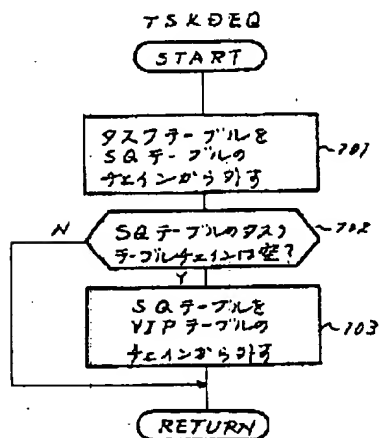 TSKDEQ
START
タスクテーブルを
SQテーブルの
チェインから外す
701
N
SQテーブルのタスク
テーブルチェインは空?
702
Y
SQテーブルを
VIPテーブルの
チェインから外す
703
RETURN